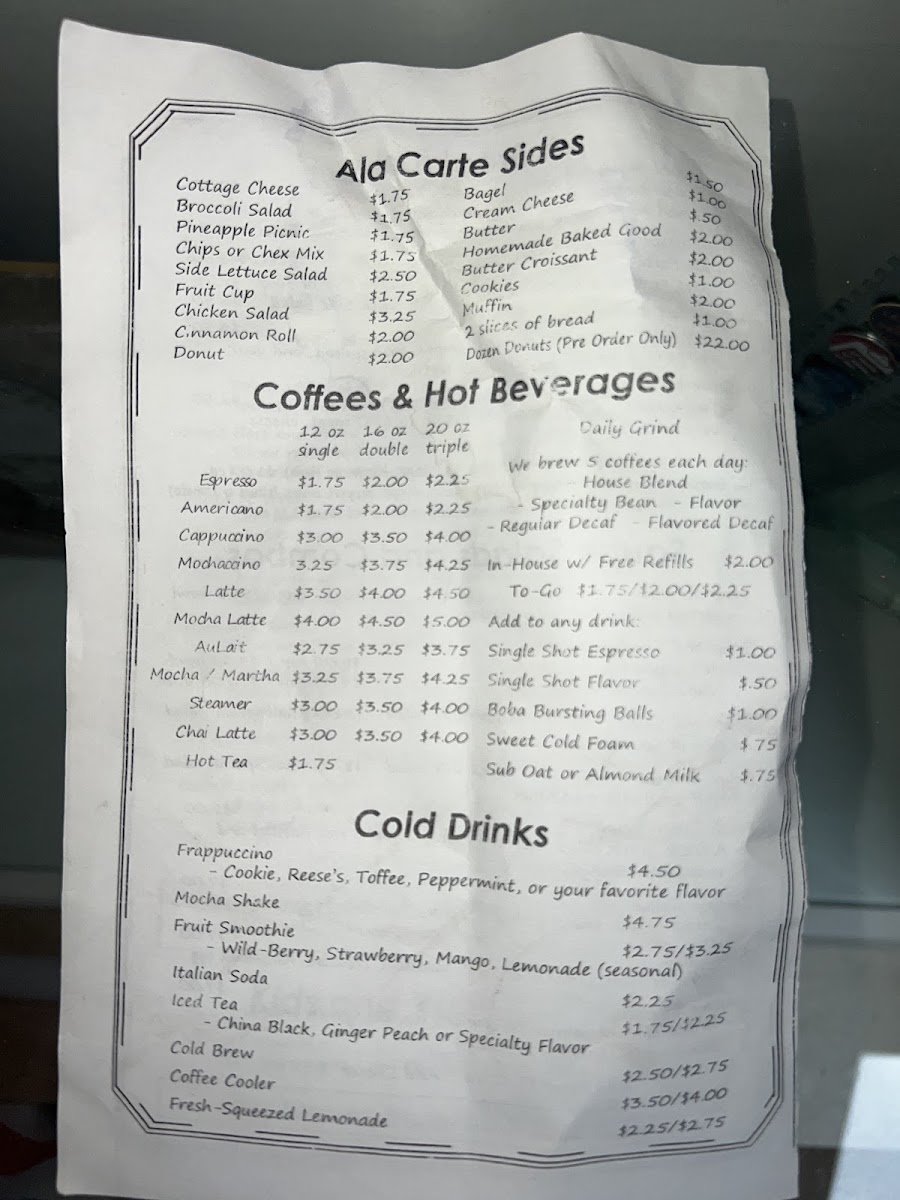 Ala Carte Sides
Cottage Cheese $1.75
Broccoli Salad $1.75
Pineapple Picnic $1.75
Chips or Chex Mix $1.75
Side Lettuce Salad $2.50
Fruit Cup $1.75
Chicken Salad $3.25
Cinnamon Roll $2.00
Donut $2.00
Bagel $1.50
Cream Cheese $1.00
Butter $.50
Homemade Baked Good $2.00
Butter Croissant $2.00
Cookies $1.00
Muffin $2.00
2 slices of bread $1.00
Dozen Donuts (Pre Order Only) $22.00
Coffees & Hot Beverages
12 oz 16 oz 20 oz
single double triple
Espresso $1.75 $2.00 $2.25
Americano $1.75 $2.00 $2.25
Cappuccino $3.00 $3.50 $4.00
Mochaccino 3.25 $3.75 $4.25
Latte $3.50 $4.00 $4.50
Mocha Latte $4.00 $4.50 $5.00
AuLait $2.75 $3.25 $3.75
Mocha / Martha $3.25 $3.75 $4.25
Steamer $3.00 $3.50 $4.00
Chai Latte $3.00 $3.50 $4.00
Hot Tea $1.75
Daily Grind
We brew 5 coffees each day:
- House Blend
- Specialty Bean - Flavor
- Regular Decaf - Flavored Decaf
In-House w/ Free Refills $2.00
To-Go $1.75/$2.00/$2.25
Add to any drink:
Single Shot Espresso $1.00
Single Shot Flavor $.50
Boba Bursting Balls $1.00
Sweet Cold Foam $.75
Sub Oat or Almond Milk $.75
Cold Drinks
Frappuccino $4.50
- Cookie, Reese's, Toffee, Peppermint, or your favorite flavor
Mocha Shake $4.75
Fruit Smoothie $2.75/$3.25
- Wild-Berry, Strawberry, Mango, Lemonade (seasonal)
Italian Soda $2.25
Iced Tea $1.75/$2.25
- China Black, Ginger Peach or Specialty Flavor
Cold Brew $2.50/$2.75
Coffee Cooler $3.50/$4.00
Fresh-Squeezed Lemonade $2.25/$2.75